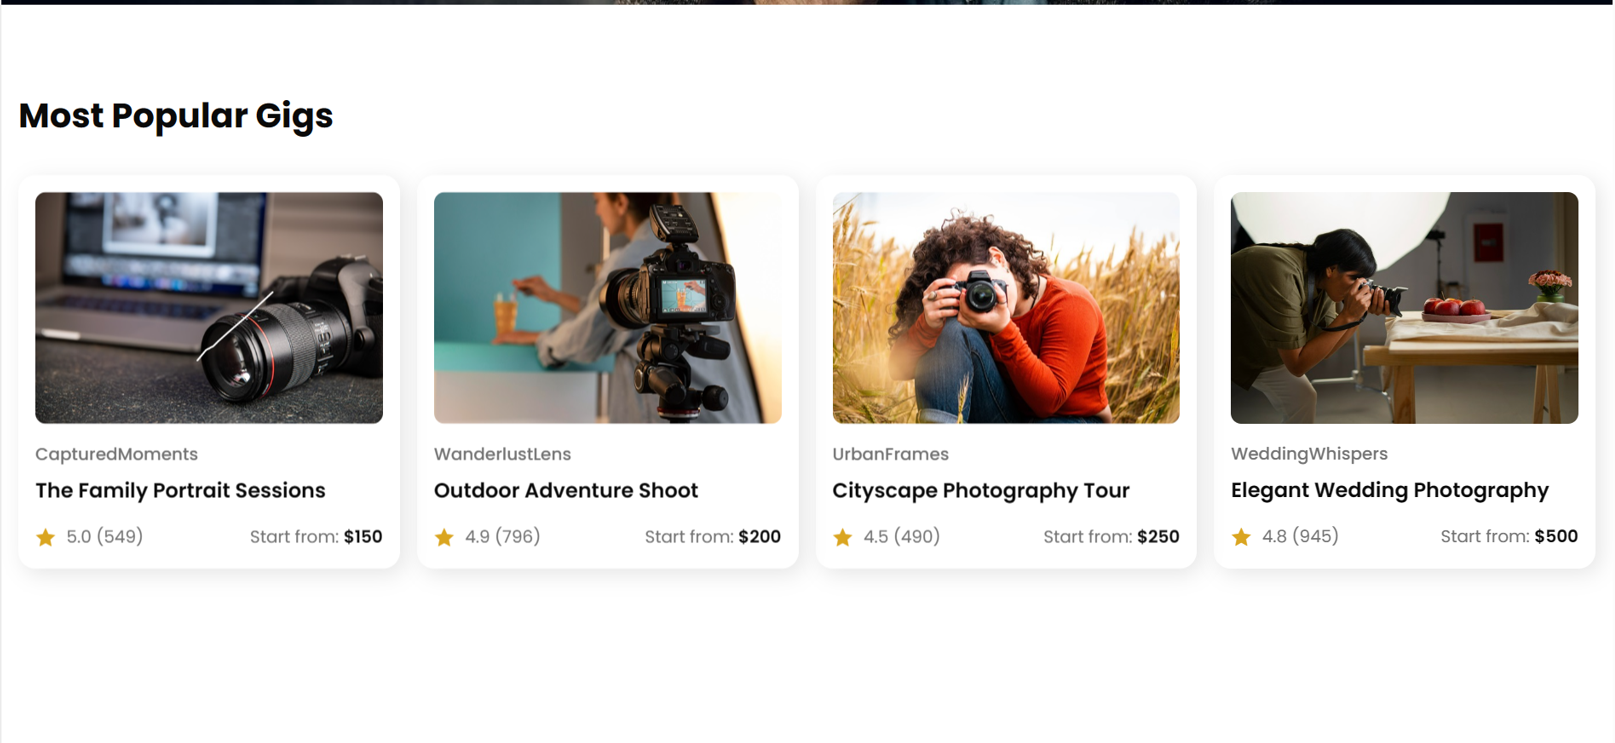 Most Popular Gigs
CapturedMoments
The Family Portrait Sessions
5.0 (549) Start from: $150
WanderlustLens
Outdoor Adventure Shoot
4.9 (796) Start from: $200
UrbanFrames
Cityscape Photography Tour
4.5 (490) Start from: $250
WeddingWhispers
Elegant Wedding Photography
4.8 (945) Start from: $500